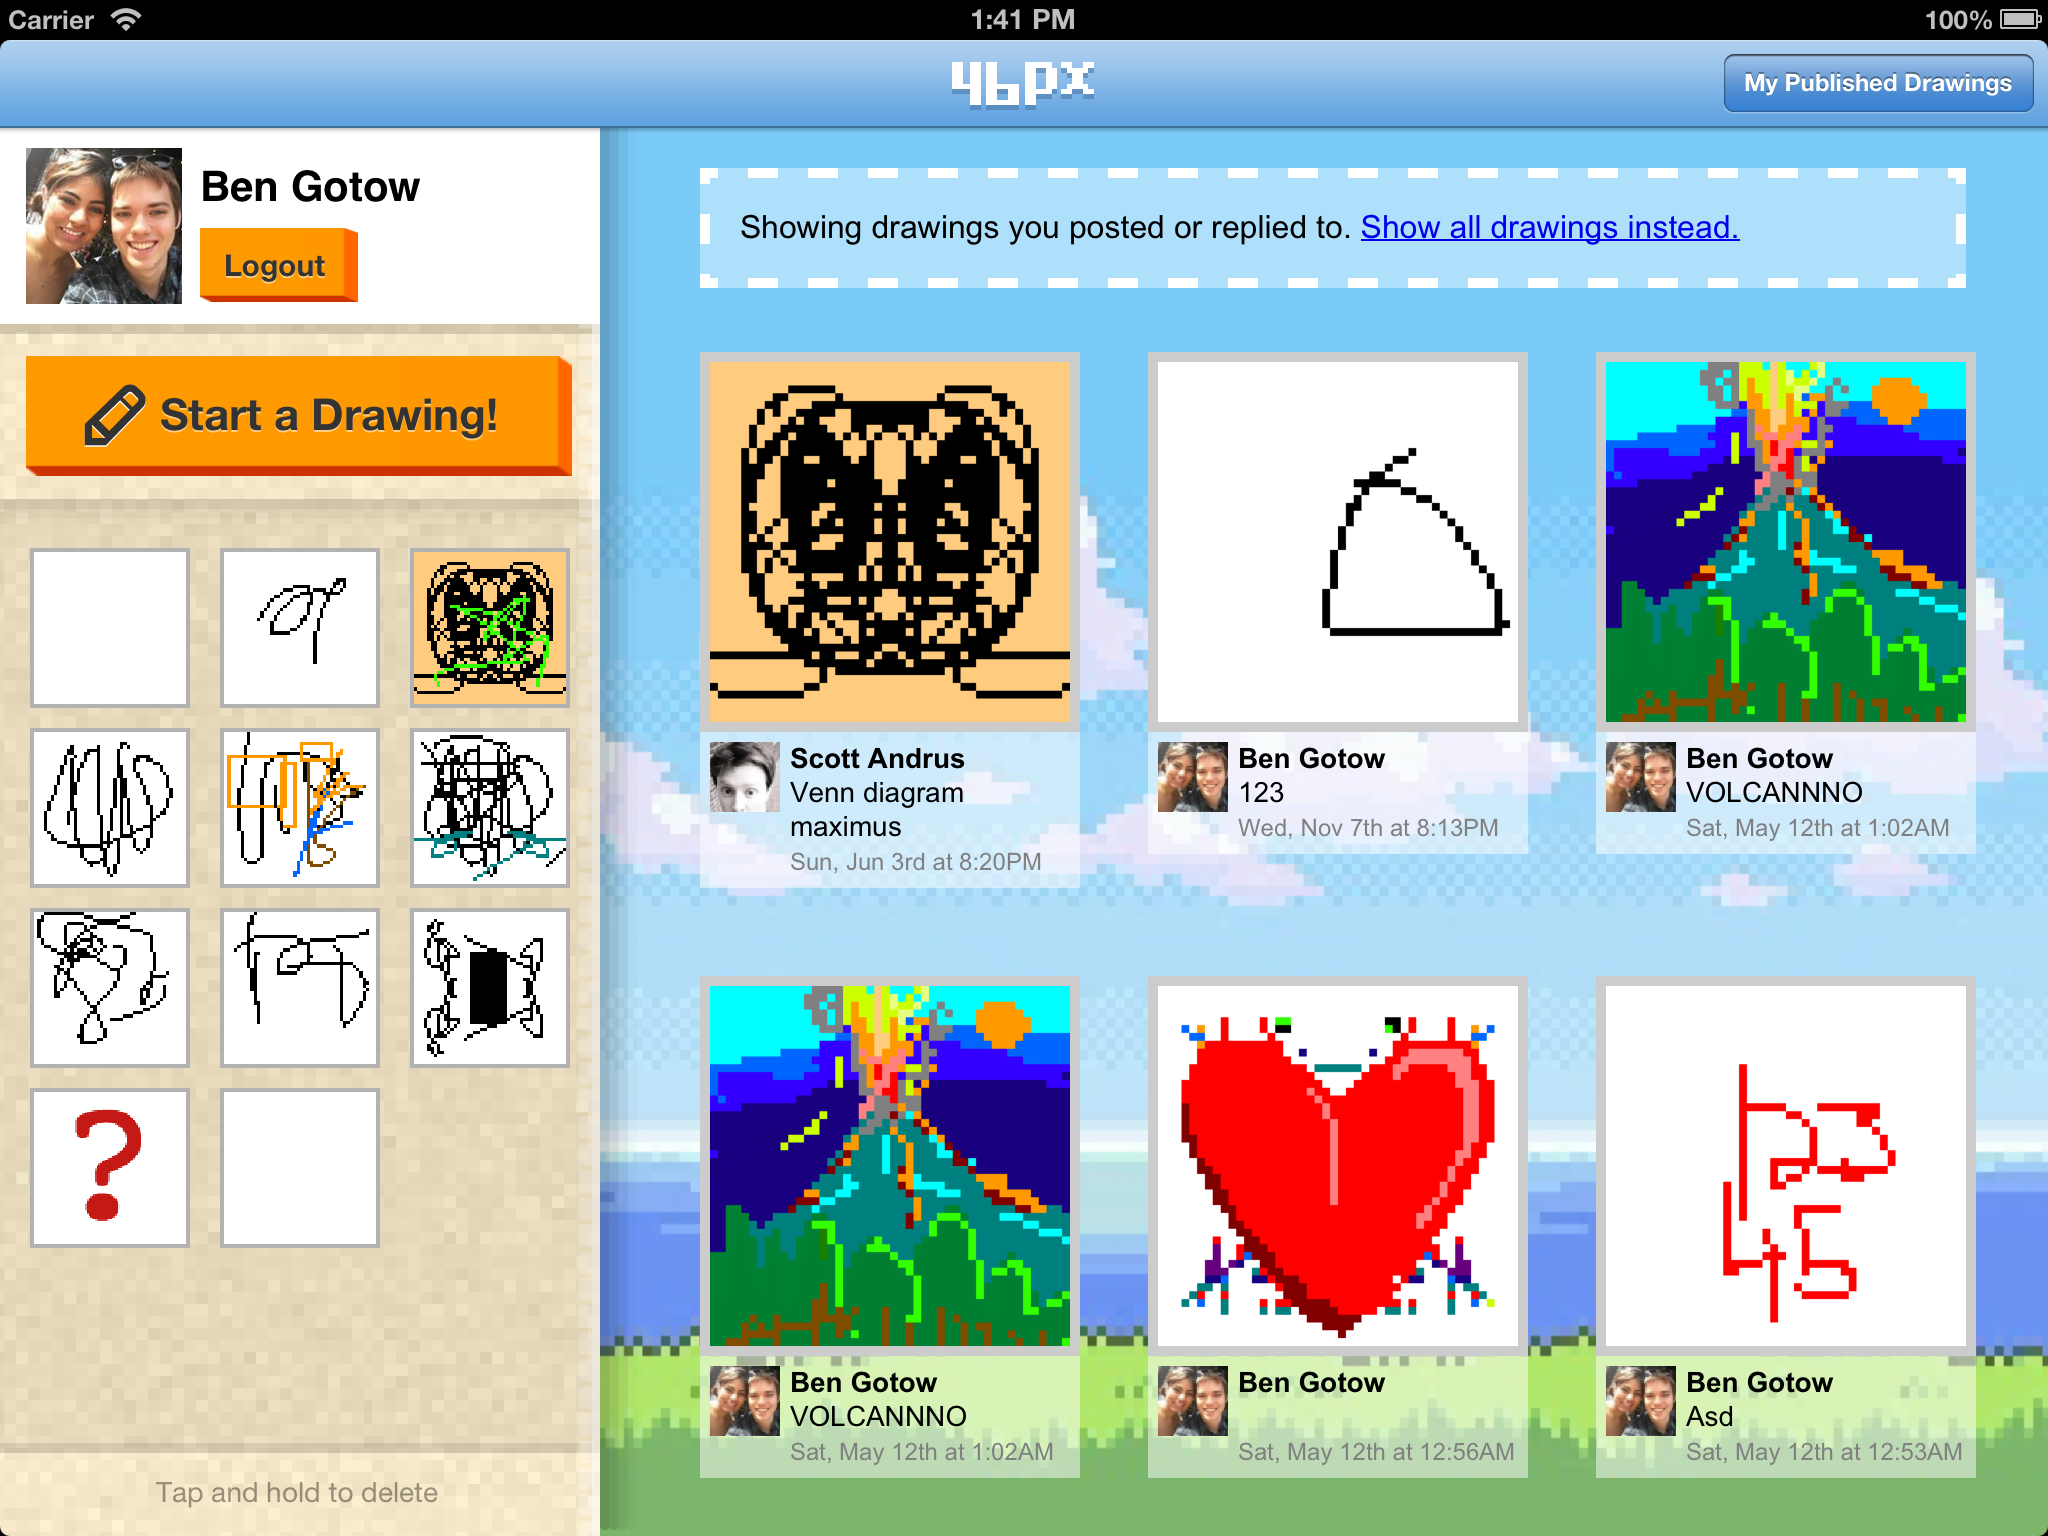 Carrier 1:41 PM 100%
46px
My Published Drawings
Ben Gotow
Logout
Start a Drawing!
?
Tap and hold to delete
Showing drawings you posted or replied to. Show all drawings instead.
Scott Andrus
Venn diagram
maximus
Sun, Jun 3rd at 8:20PM
Ben Gotow
123
Wed, Nov 7th at 8:13PM
Ben Gotow
VOLCANNNO
Sat, May 12th at 1:02AM
Ben Gotow
VOLCANNNO
Sat, May 12th at 1:02AM
Ben Gotow
Sat, May 12th at 12:56AM
45
Ben Gotow
Asd
Sat, May 12th at 12:53AM